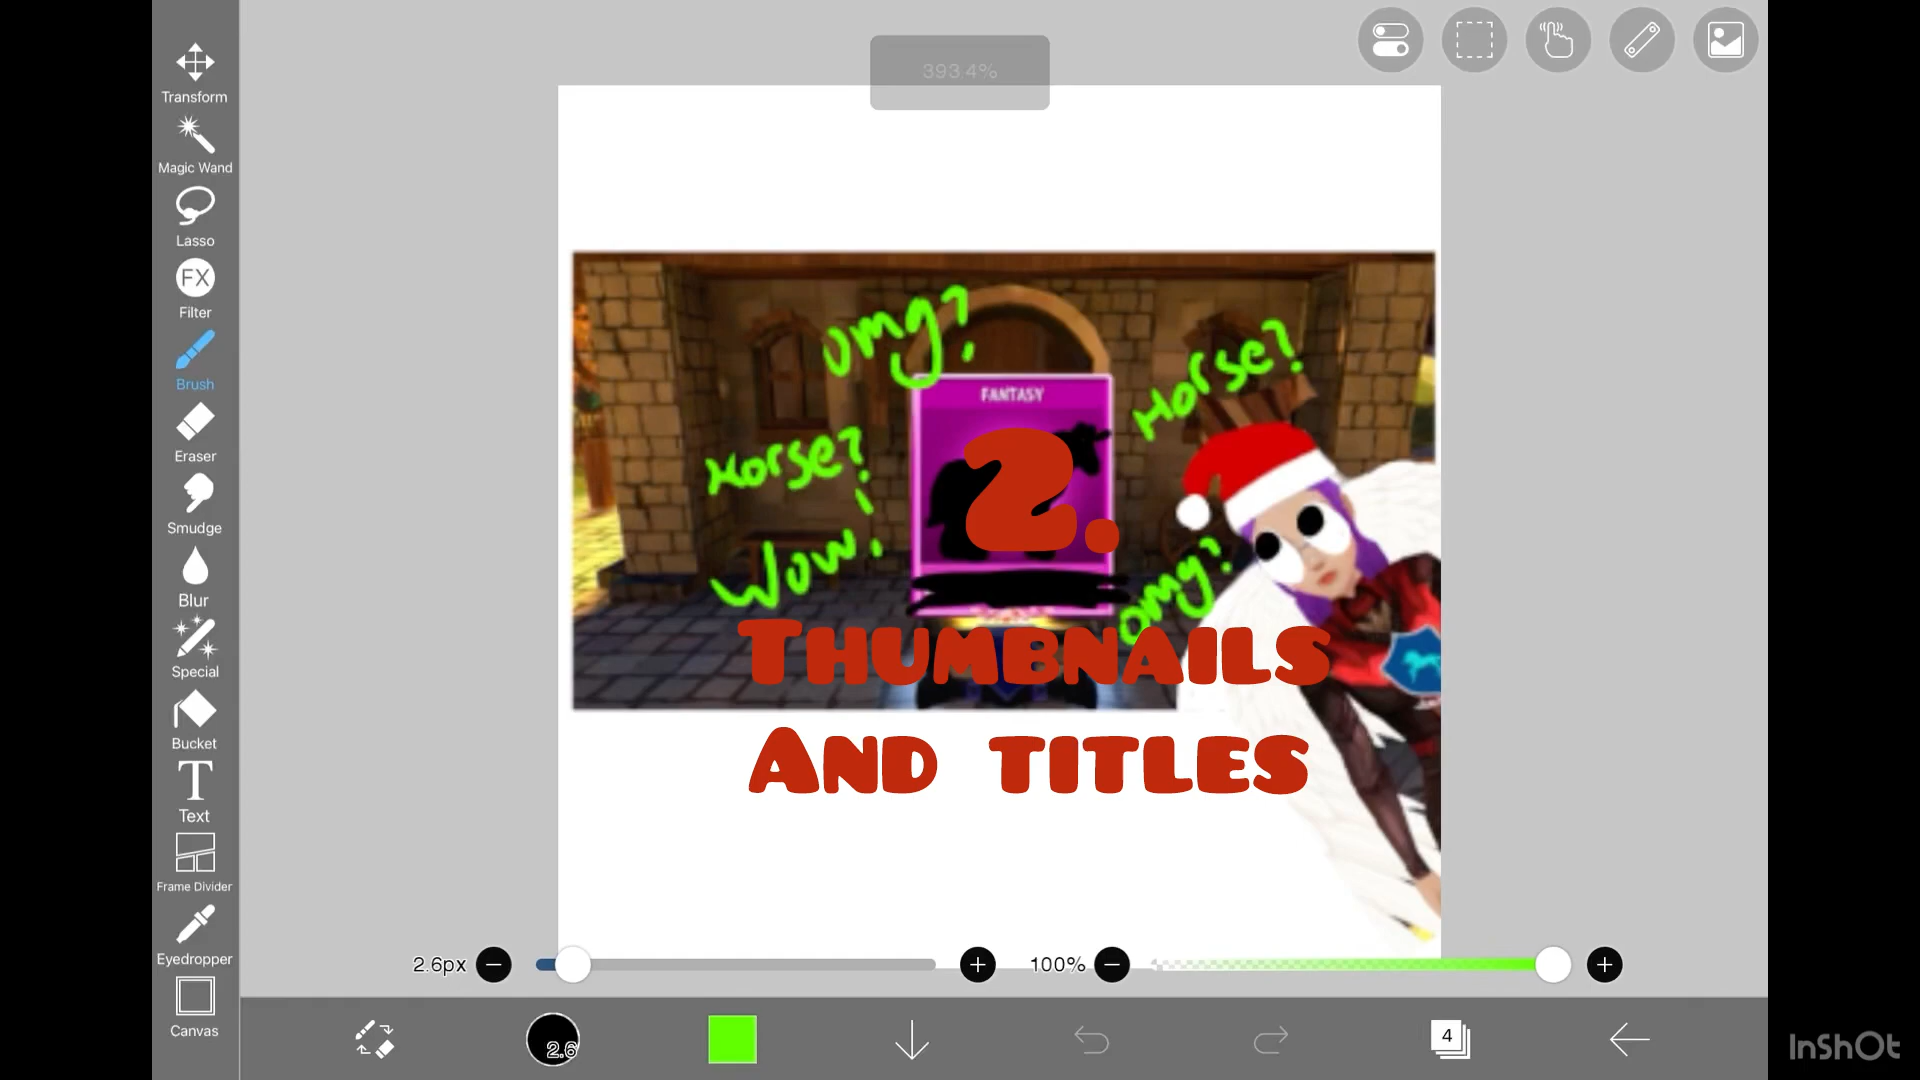 393.4%
Transform
Magic Wand
Lasso
FX
Filter
Brush
Eraser
Smudge
Blur
Special
Bucket
T
Text
Frame Divider
Eyedropper
Canvas
omg?
Horse?
FANTASY
Horse?
Wow!
omg?
2.
THUMBNAILS
AND TITLES
2.6px
100%
2.6
4
InShOt